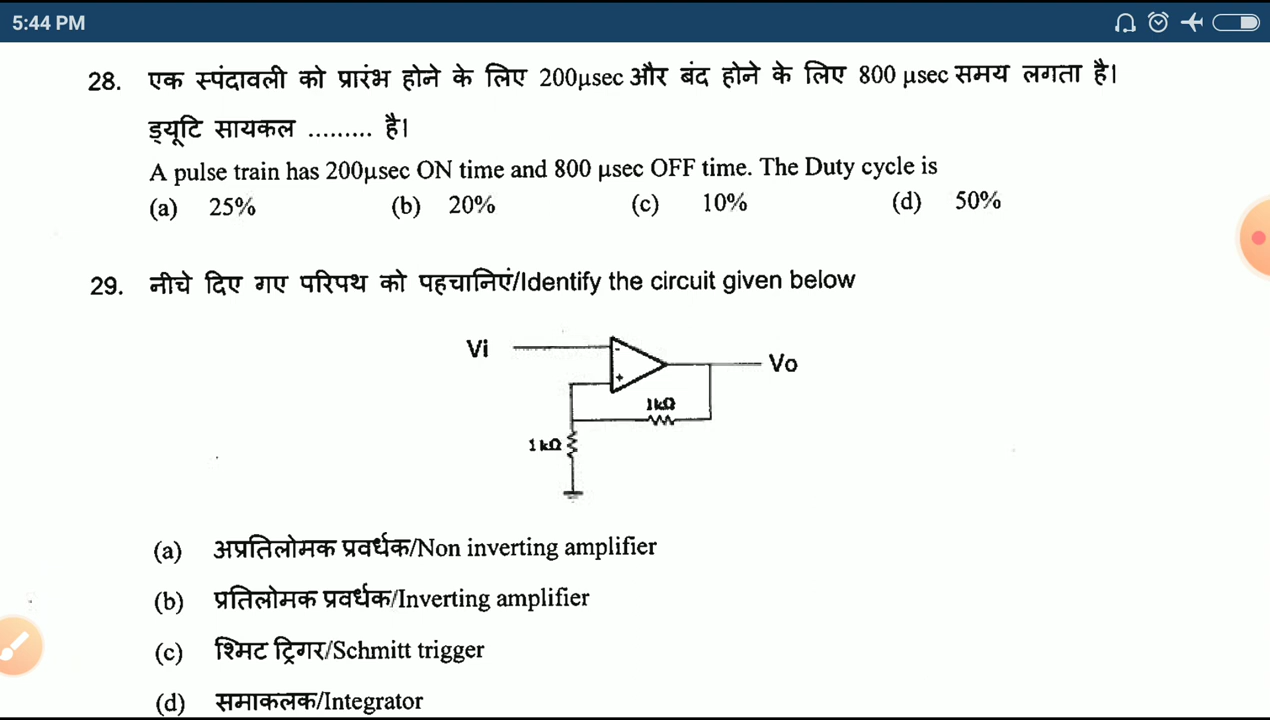 5:44 PM
28. एक स्पंदावली को प्रारंभ होने के लिए 200µsec और बंद होने के लिए 800 µsec समय लगता है।
ड्यूटि सायकल ......... है।
A pulse train has 200µsec ON time and 800 µsec OFF time. The Duty cycle is
(a) 25% (b) 20% (c) 10% (d) 50%
29. नीचे दिए गए परिपथ को पहचानिएं/Identify the circuit given below
Vi
-
+
Vo
1kΩ
1kΩ
(a) अप्रतिलोमक प्रवर्धक/Non inverting amplifier
(b) प्रतिलोमक प्रवर्धक/Inverting amplifier
(c) श्मिट ट्रिगर/Schmitt trigger
(d) समाकलक/Integrator